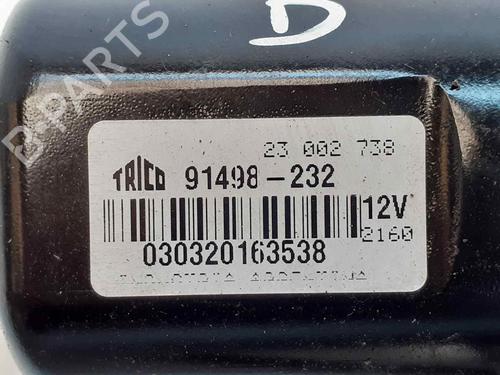 D
B-PARTS
23 002 738
TRICO 91498-232
12V
2160
030320163538